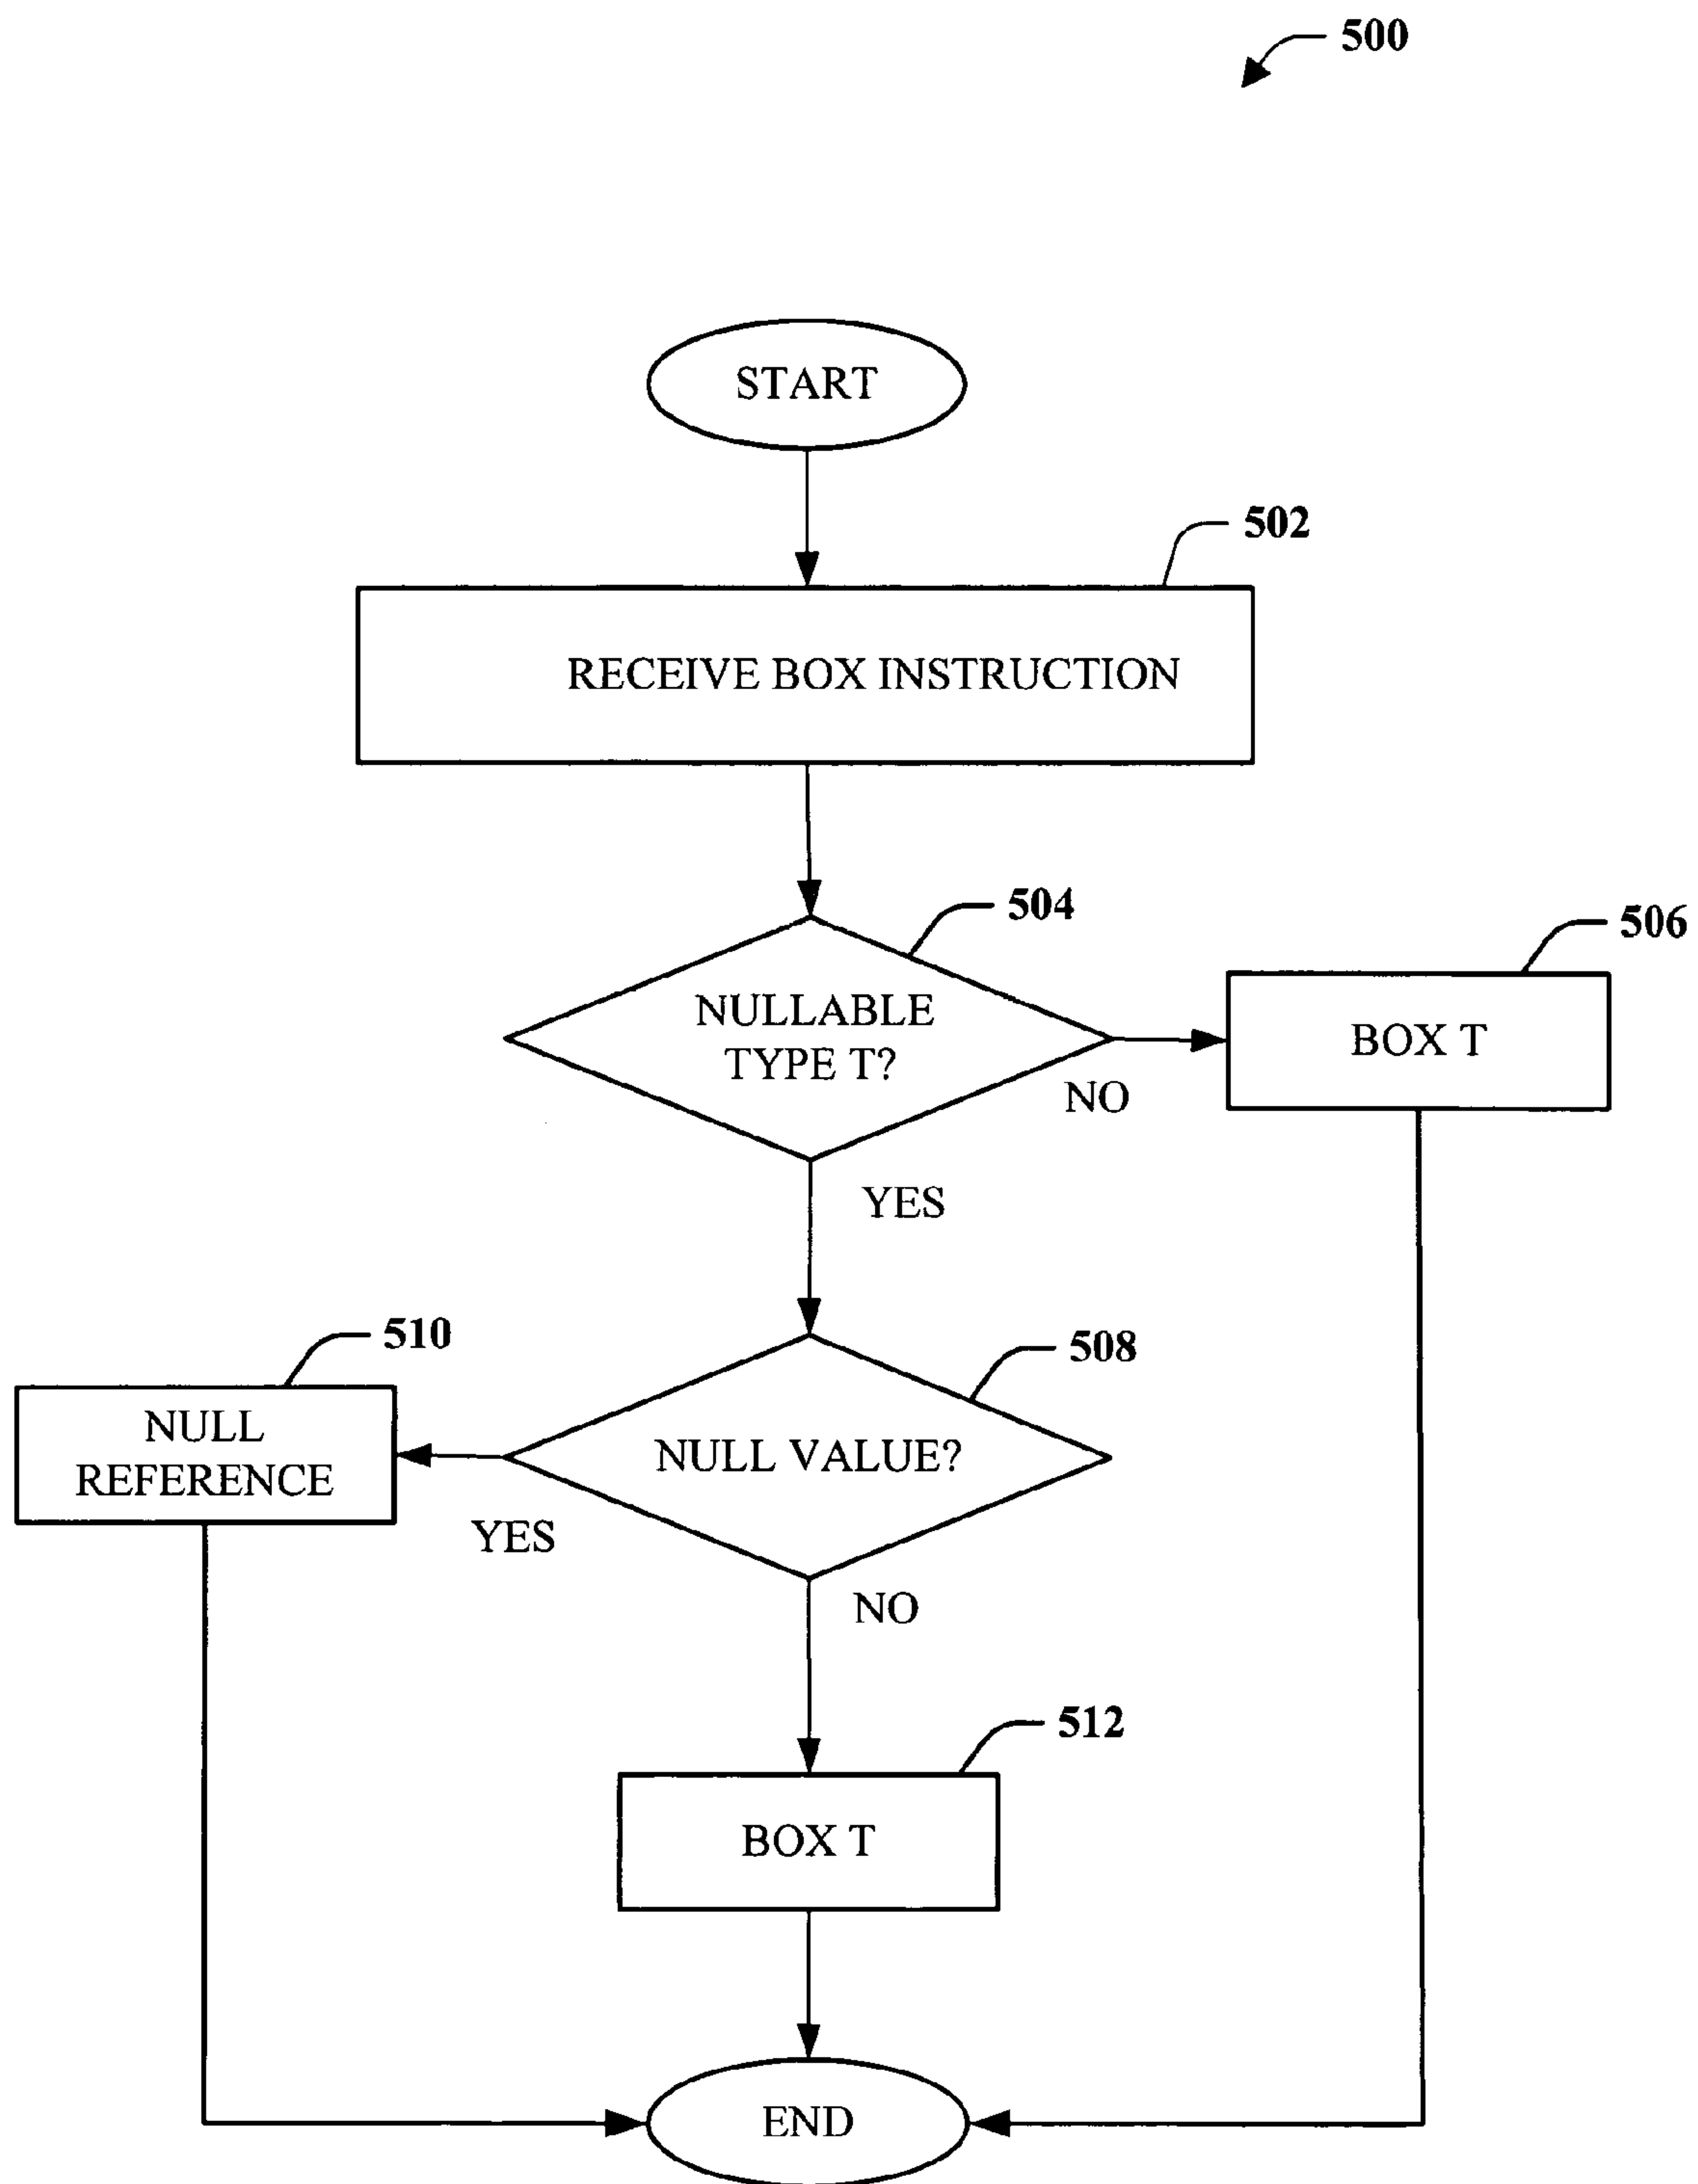 500
START
502
RECEIVE BOX INSTRUCTION
504
506
NULLABLE
TYPE T?
BOX T
NO
YES
510
508
NULL
REFERENCE
NULL VALUE?
YES
NO
512
BOX T
END